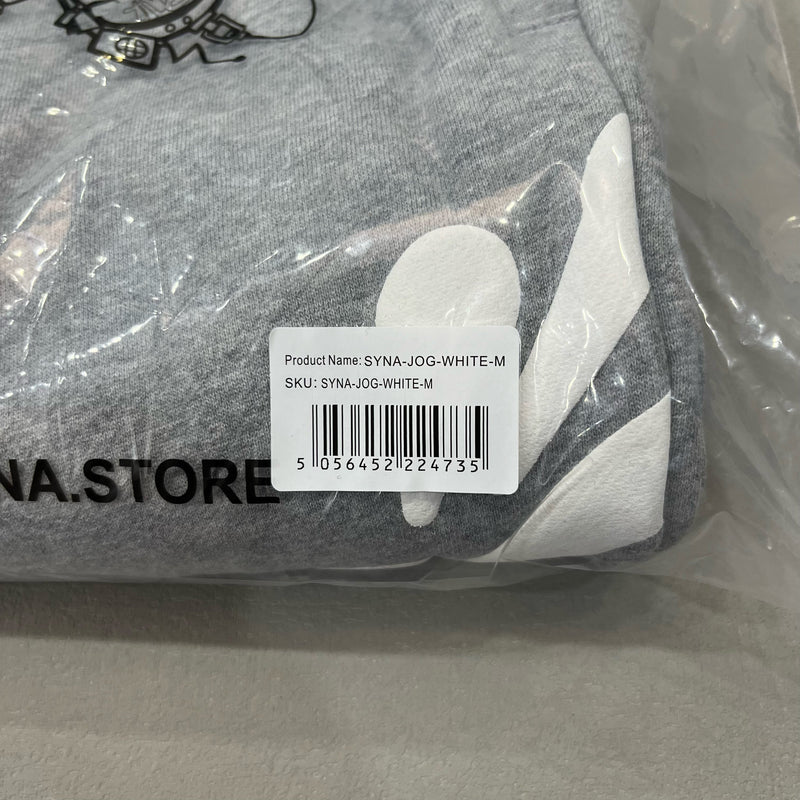 Product Name: SYNA-JOG-WHITE-M
SKU: SYNA-JOG-WHITE-M
5 056452 224735
NA.STORE